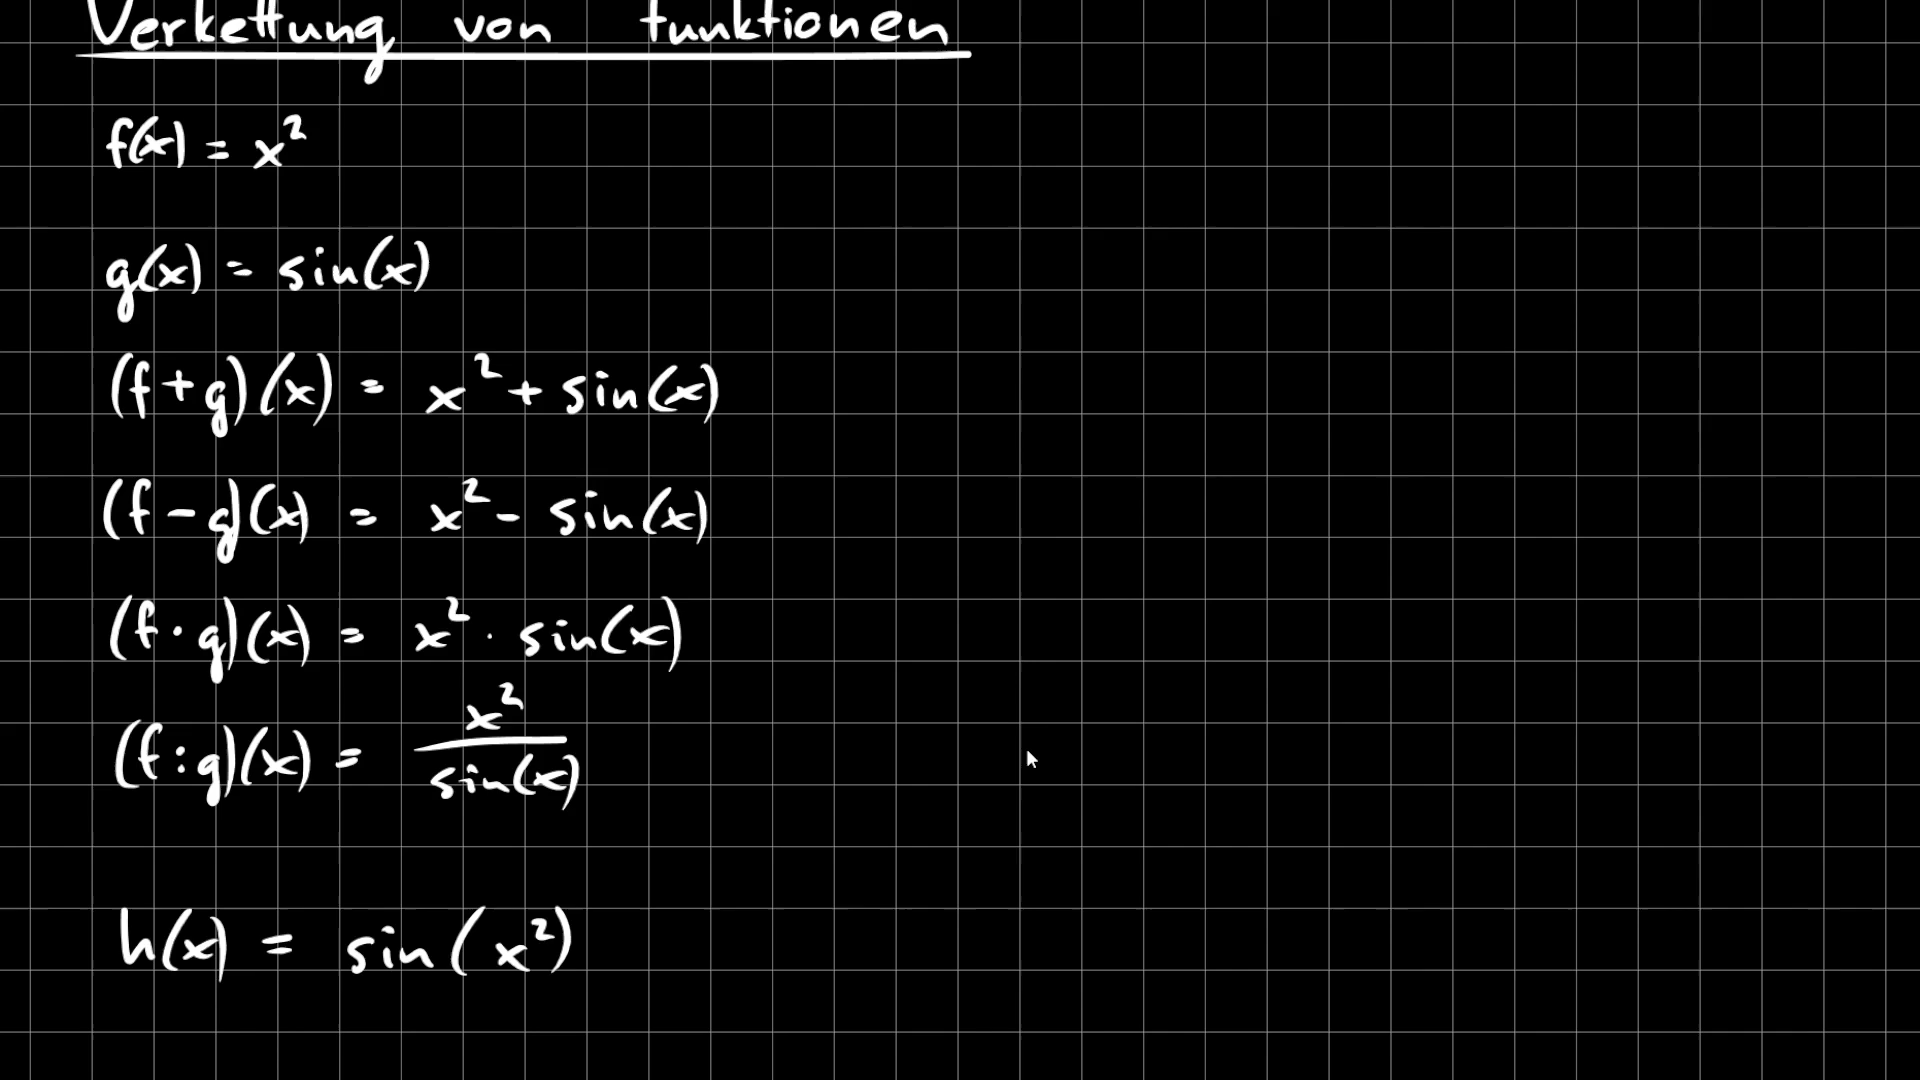 Verkettung von Funktionen
f(x) = x²
g(x) = sin(x)
(f+g)(x) = x² + sin(x)
(f-g)(x) = x² - sin(x)
(f·g)(x) = x² · sin(x)
(f:g)(x) = x² / sin(x)
h(x) = sin(x²)